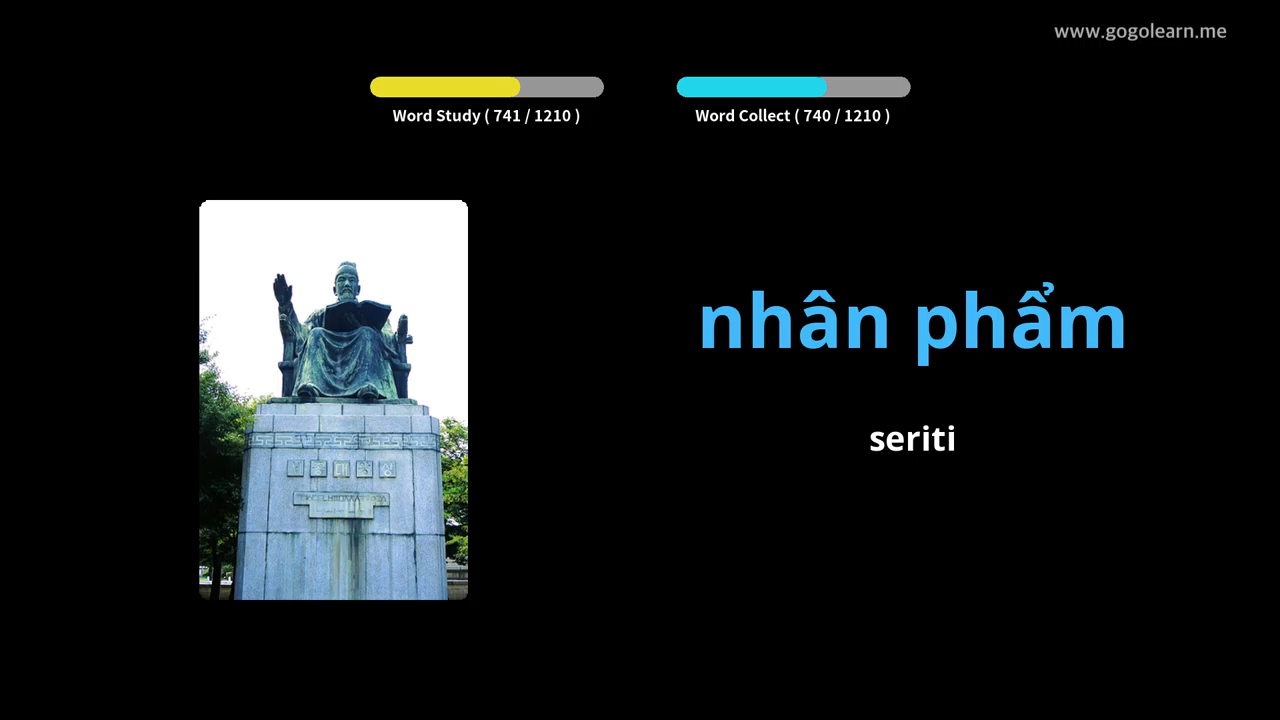 www.gogolearn.me
Word Study ( 741 / 1210 )
Word Collect ( 740 / 1210 )
nhân phẩm
seriti